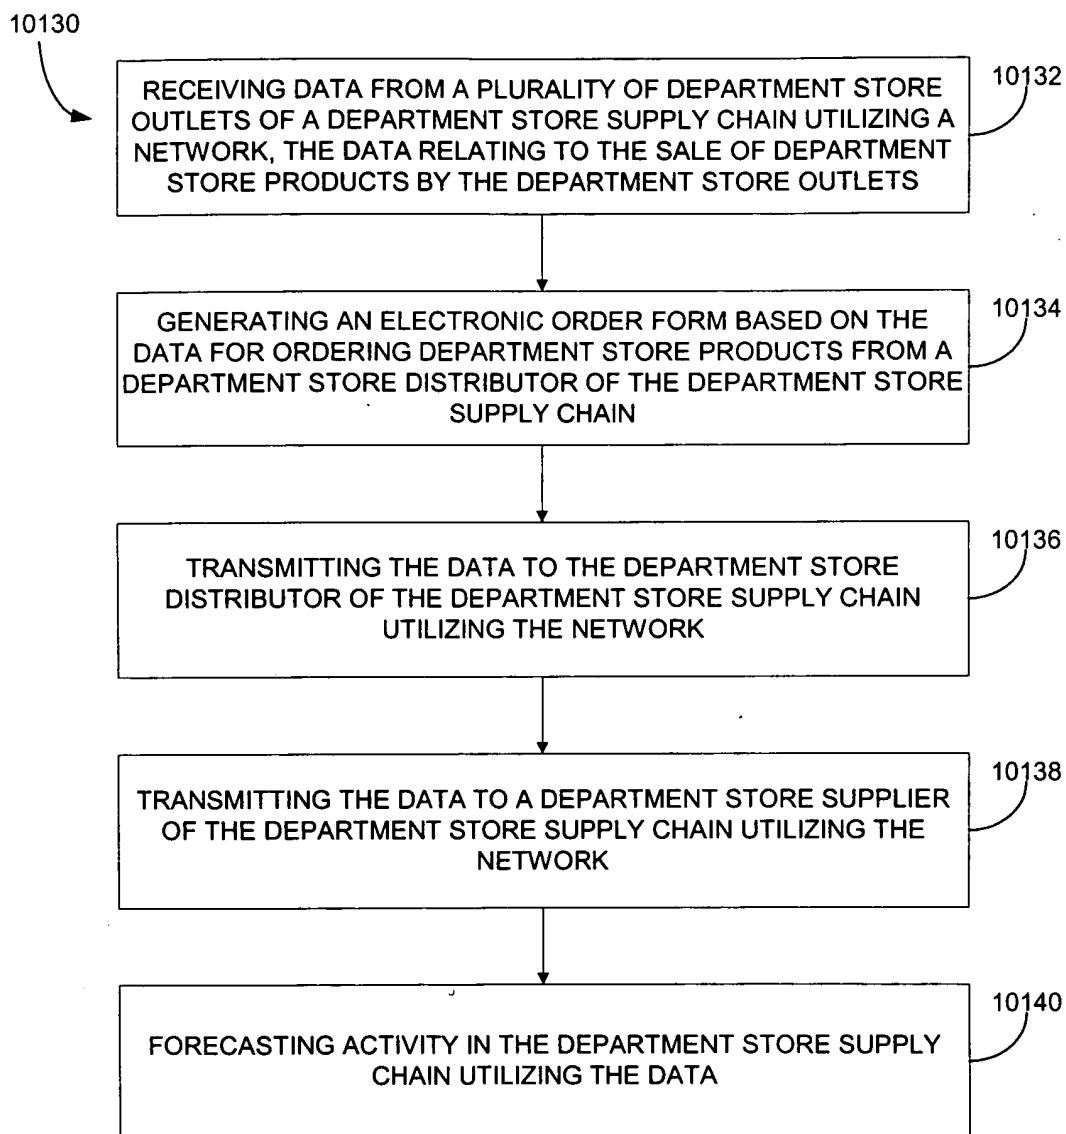 10130
10132
RECEIVING DATA FROM A PLURALITY OF DEPARTMENT STORE
OUTLETS OF A DEPARTMENT STORE SUPPLY CHAIN UTILIZING A
NETWORK, THE DATA RELATING TO THE SALE OF DEPARTMENT
STORE PRODUCTS BY THE DEPARTMENT STORE OUTLETS
10134
GENERATING AN ELECTRONIC ORDER FORM BASED ON THE
DATA FOR ORDERING DEPARTMENT STORE PRODUCTS FROM A
DEPARTMENT STORE DISTRIBUTOR OF THE DEPARTMENT STORE
SUPPLY CHAIN
10136
TRANSMITTING THE DATA TO THE DEPARTMENT STORE
DISTRIBUTOR OF THE DEPARTMENT STORE SUPPLY CHAIN
UTILIZING THE NETWORK
10138
TRANSMITTING THE DATA TO A DEPARTMENT STORE SUPPLIER
OF THE DEPARTMENT STORE SUPPLY CHAIN UTILIZING THE
NETWORK
10140
FORECASTING ACTIVITY IN THE DEPARTMENT STORE SUPPLY
CHAIN UTILIZING THE DATA